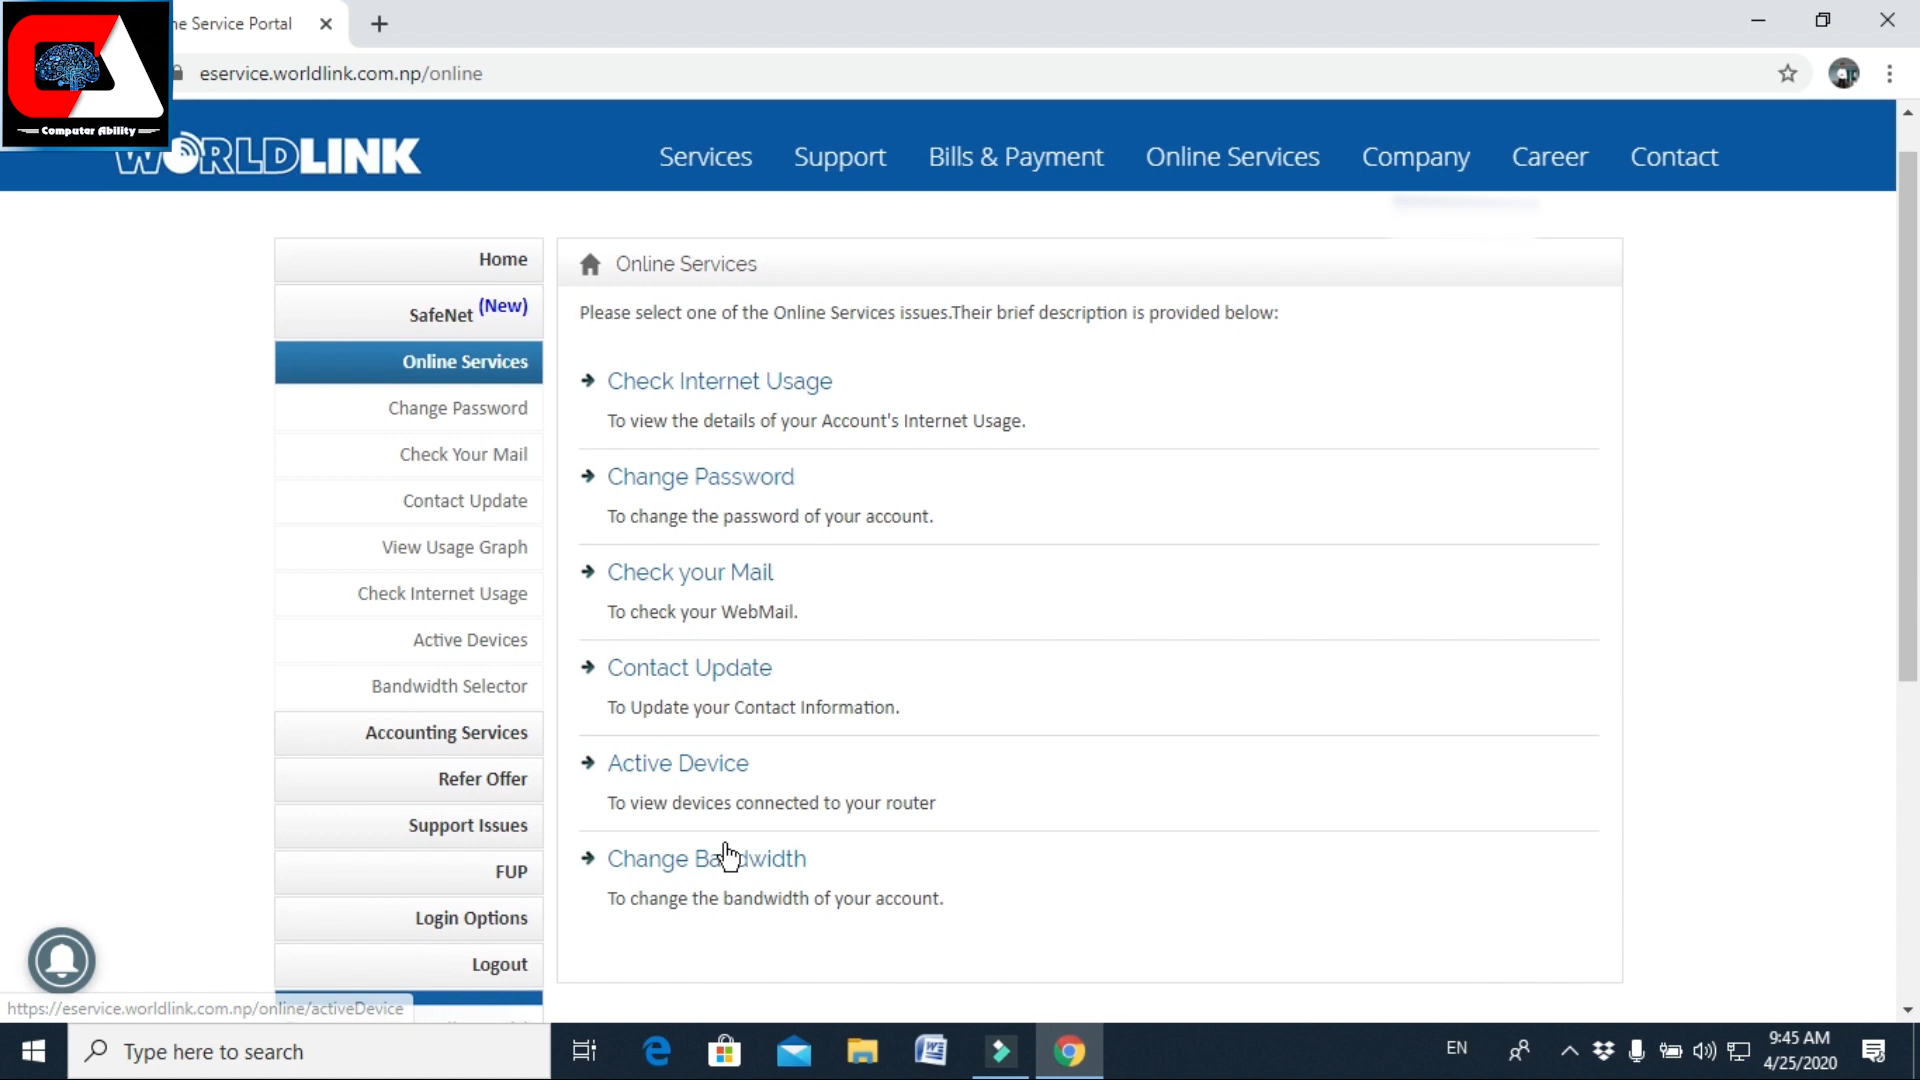 ne Service Portal
eservice.worldlink.com.np/online
Computer Ability
WORLDLINK
Services
Support
Bills & Payment
Online Services
Company
Career
Contact
Home
SafeNet (New)
Online Services
Change Password
Check Your Mail
Contact Update
View Usage Graph
Check Internet Usage
Active Devices
Bandwidth Selector
Accounting Services
Refer Offer
Support Issues
FUP
Login Options
Logout
Online Services
Please select one of the Online Services issues.Their brief description is provided below:
Check Internet Usage
To view the details of your Account's Internet Usage.
Change Password
To change the password of your account.
Check your Mail
To check your WebMail.
Contact Update
To Update your Contact Information.
Active Device
To view devices connected to your router
Change Bandwidth
To change the bandwidth of your account.
https://eservice.worldlink.com.np/online/activeDevice
Type here to search
EN
9:45 AM
4/25/2020